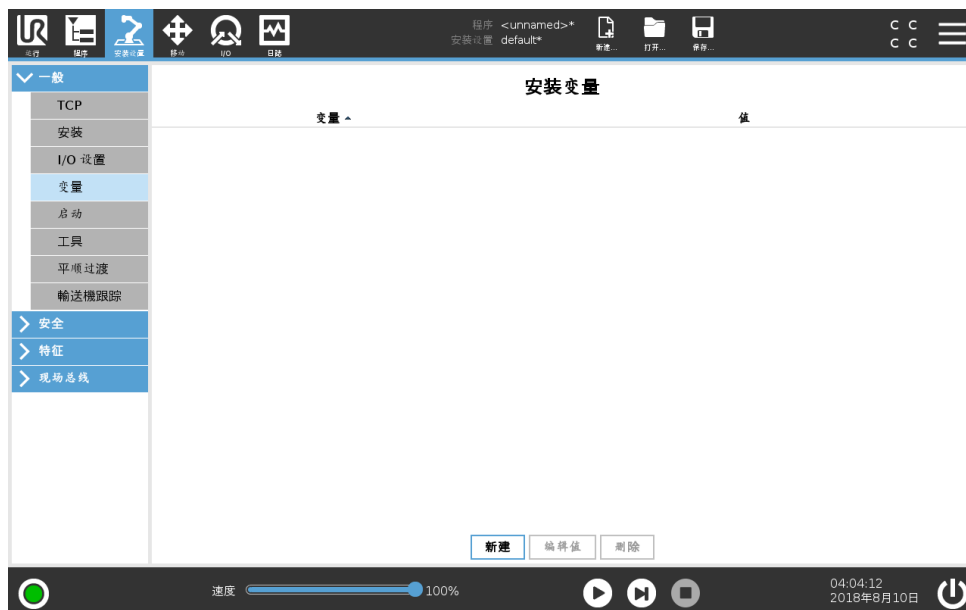 程序 <unnamed>*
安装设置 default*
C C
C C
运行
程序
安装设置
移动
I/O
日志
新建...
打开...
保存...
一般
TCP
安装
I/O 设置
变量
启动
工具
平顺过渡
輸送機跟踪
安全
特征
现场总线
安装变量
变量
值
新建
编辑值
删除
速度
100%
04:04:12
2018年8月10日